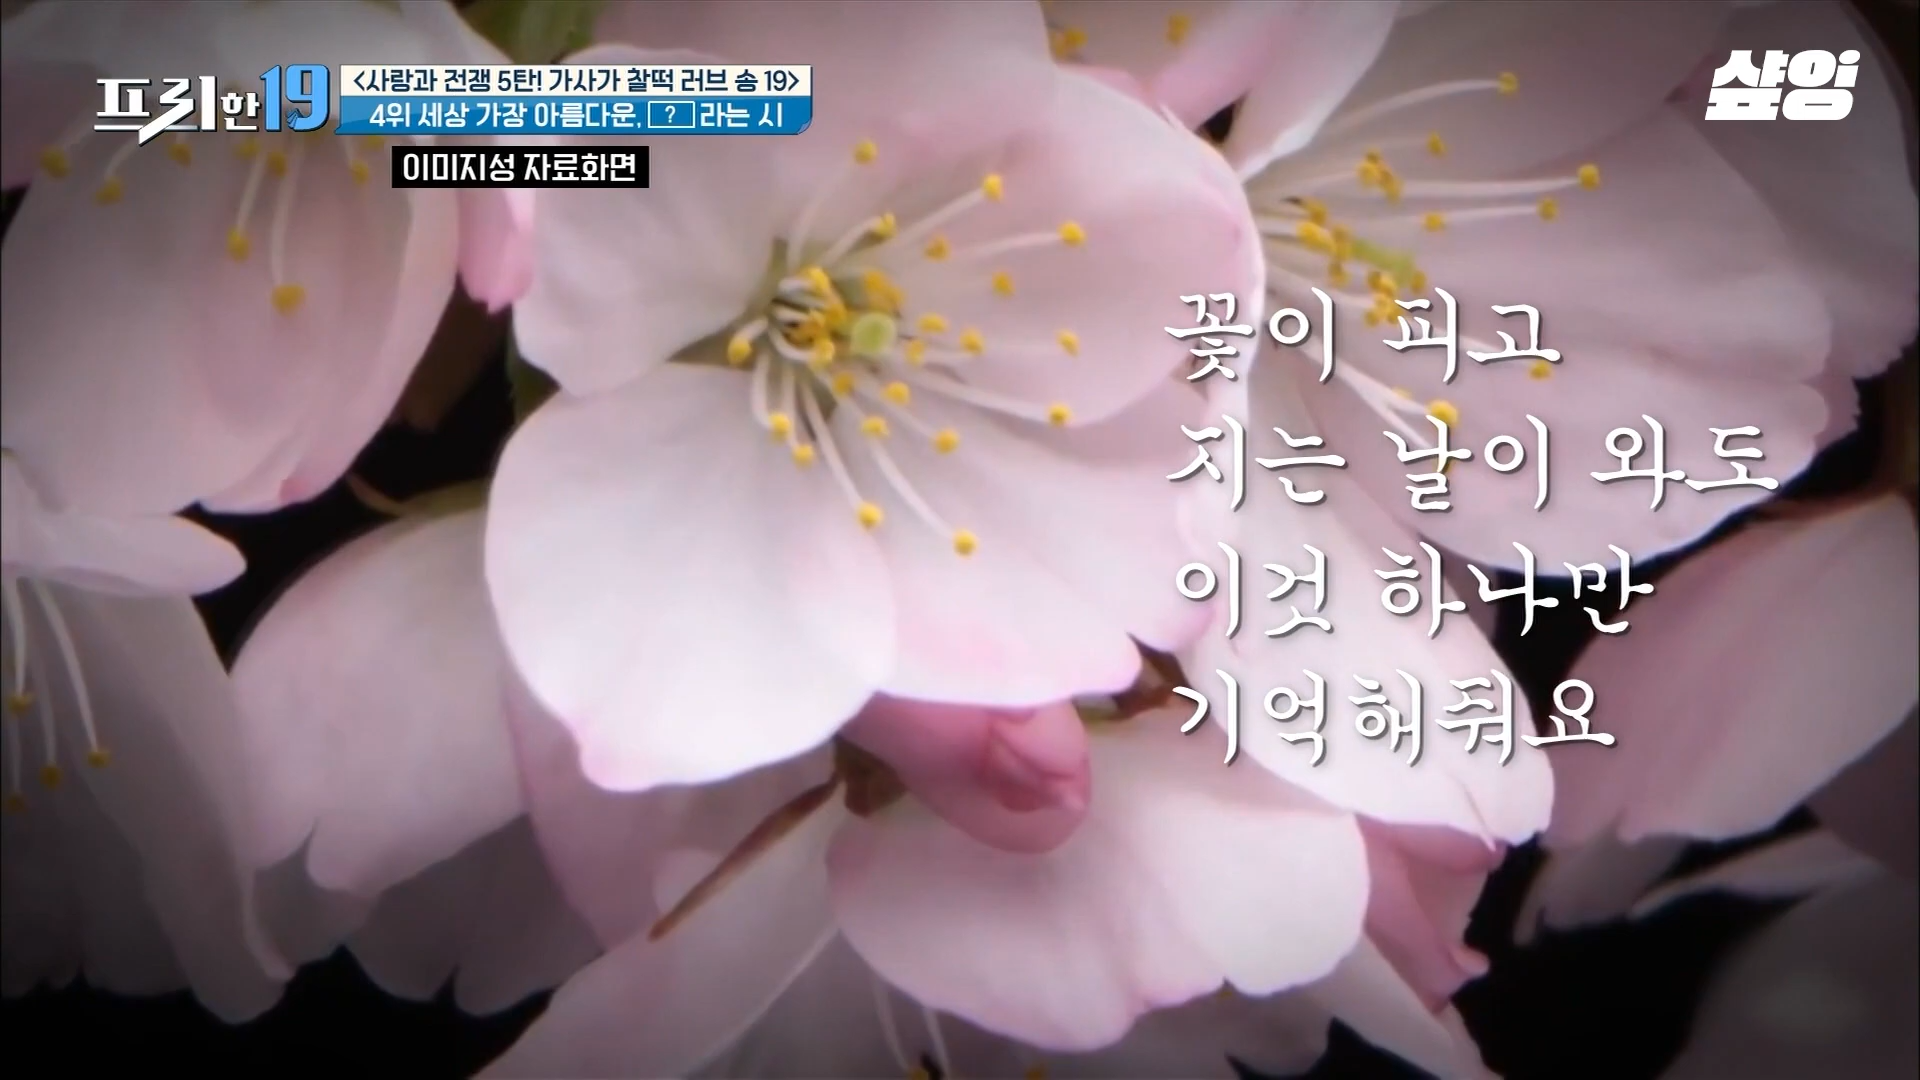 프리한19
<사랑과 전쟁 5탄! 가사가 찰떡 러브 송 19>
4위 세상 가장 아름다운, ? 라는 시
이미지성 자료화면
샾잉
꽃이 피고
지는 날이 와도
이것 하나만
기억해줘요